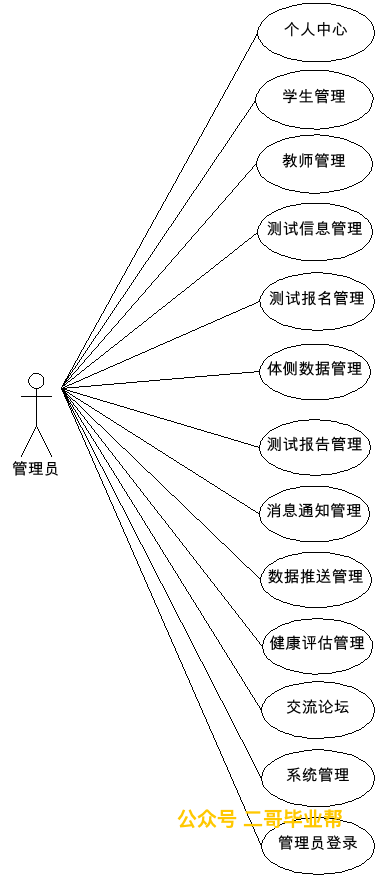 个人中心
学生管理
教师管理
测试信息管理
测试报名管理
体侧数据管理
测试报告管理
管理员
消息通知管理
数据推送管理
健康评估管理
交流论坛
系统管理
公众号 二哥毕业帮
管理员登录